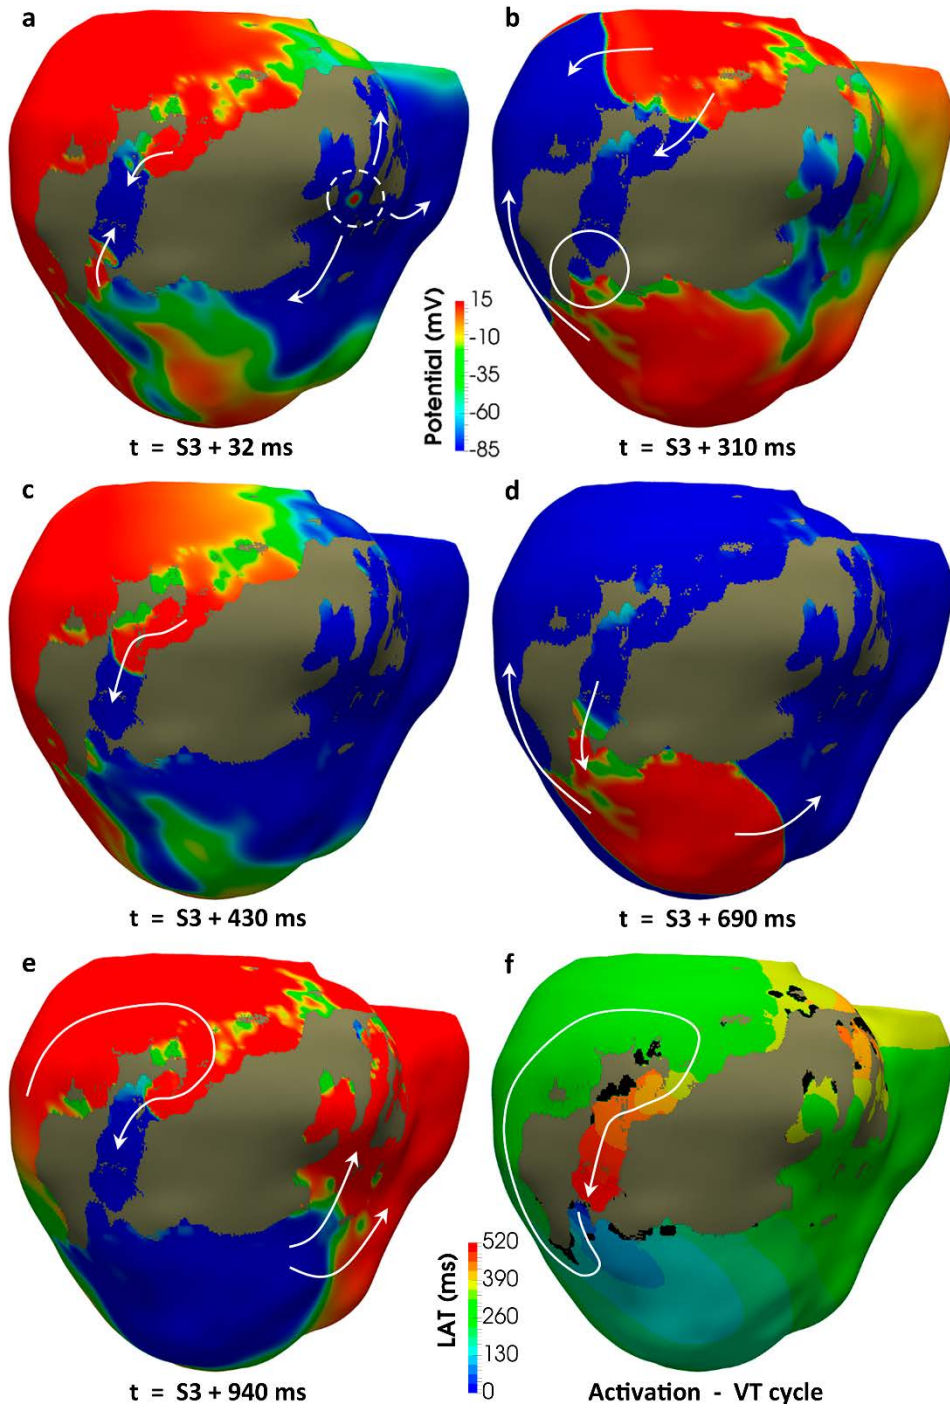 a
b
Potential (mV)
15
-10
-35
-60
-85
t = S3 + 32 ms
t = S3 + 310 ms
c
d
t = S3 + 430 ms
t = S3 + 690 ms
e
f
LAT (ms)
520
390
260
130
0
t = S3 + 940 ms
Activation - VT cycle